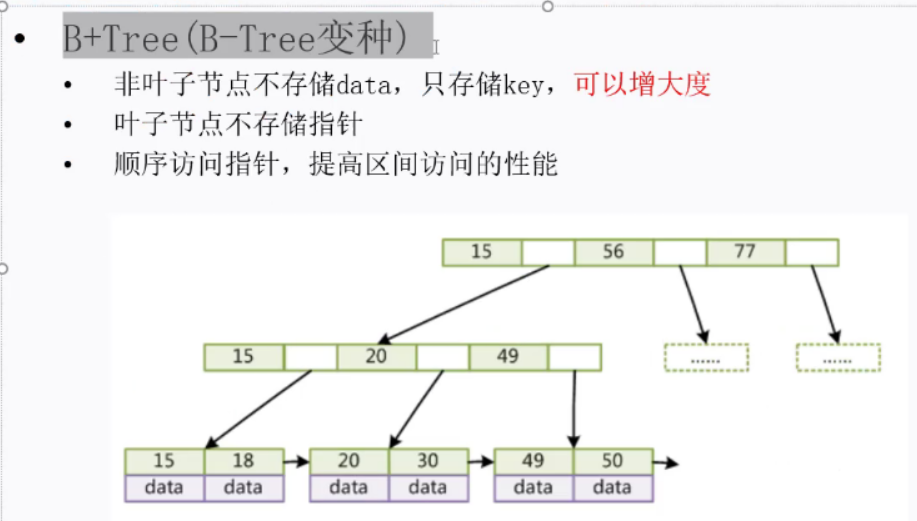 • B+Tree(B-Tree变种)
• 非叶子节点不存储data，只存储key，可以增大度
• 叶子节点不存储指针
• 顺序访问指针，提高区间访问的性能
15 56 77
15 20 49 …… ……
15 18 20 30 49 50
data data data data data data